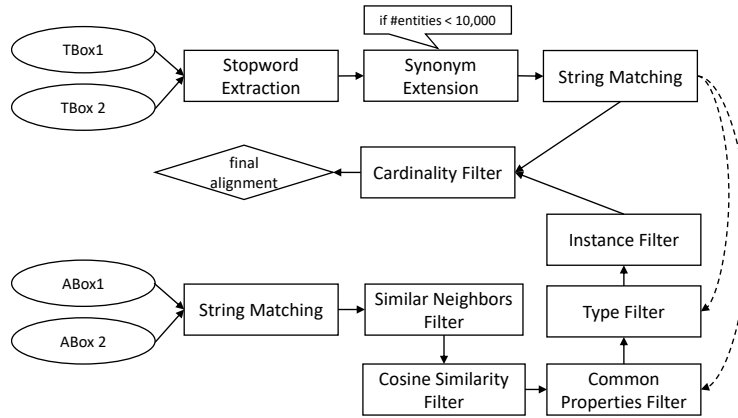 if #entities < 10,000
TBox1
TBox 2
Stopword
Extraction
Synonym
Extension
String Matching
final
alignment
Cardinality Filter
Instance Filter
ABox1
ABox 2
String Matching
Similar Neighbors
Filter
Type Filter
Cosine Similarity
Filter
Common
Properties Filter